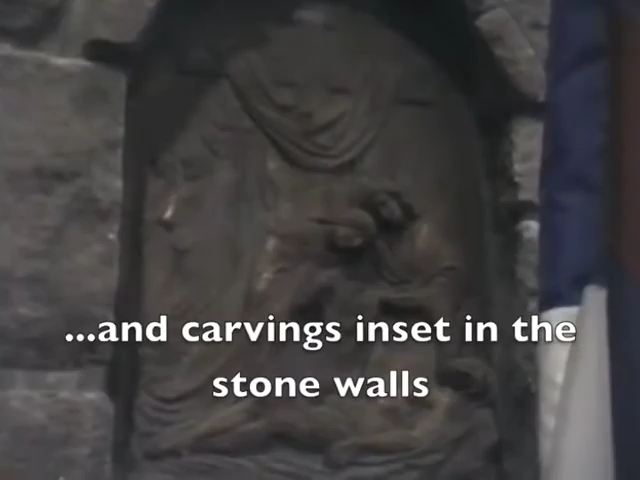 ...and carvings inset in the
stone walls